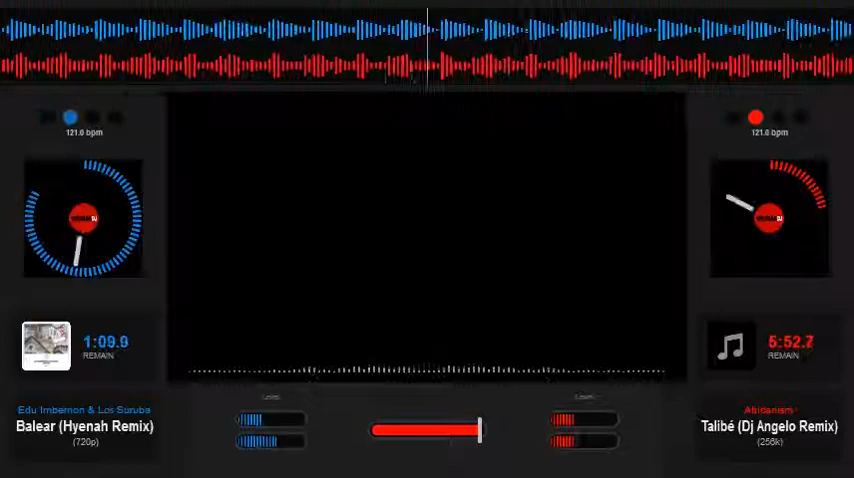 121.0 bpm
121.0 bpm
1:09.9
REMAIN
5:52.7
REMAIN
Edu Imbernon & Los Suruba
Balear (Hyenah Remix)
(720p)
Africanism
Talibé (Dj Angelo Remix)
(256k)